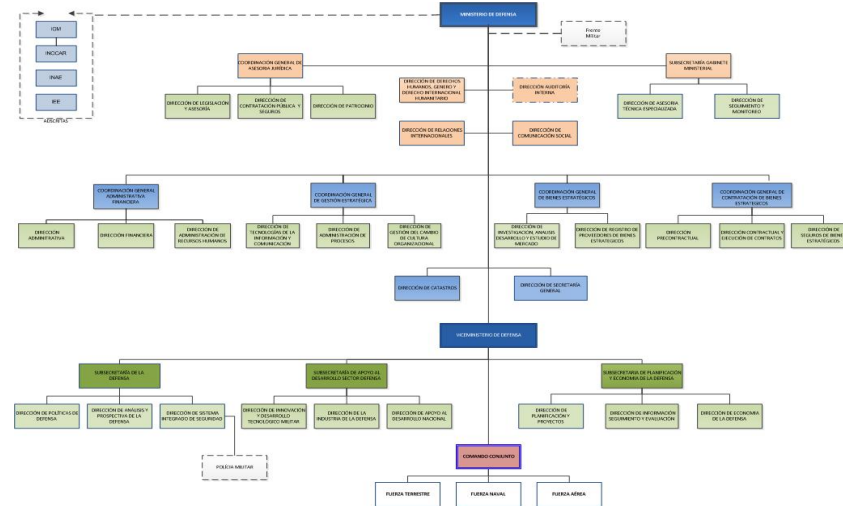 MINISTERIO DE DEFENSA
IGM
INOCAR
INAE
IEE
ADSCRITAS
Frente
Militar
COORDINACIÓN GENERAL DE
ASESORIA JURÍDICA
SUBSECRETARÍA GABINETE
MINISTERIAL
DIRECCIÓN DE DERECHOS
HUMANOS, GENERO Y
DERECHO INTERNACIONAL
HUMANITARIO
DIRECCIÓN AUDITORÍA
INTERNA
DIRECCIÓN DE LEGISLACIÓN
Y ASESORÍA
DIRECCIÓN DE
CONTRATACIÓN PÚBLICA Y
SEGUROS
DIRECCIÓN DE PATROCINIO
DIRECCIÓN DE ASESORIA
TÉCNICA ESPECIALIZADA
DIRECCIÓN DE
SEGUIMIENTO Y
MONITOREO
DIRECCIÓN DE RELACIONES
INTERNACIONALES
DIRECCIÓN DE
COMUNICACIÓN SOCIAL
COORDINACIÓN GENERAL
ADMINISTRATIVA
FINANCIERA
COORDINACIÓN GENERAL
DE GESTIÓN ESTRATÉGICA
COORDINACIÓN GENERAL
DE BIENES ESTRATÉGICOS
COORDINACIÓN GENERAL DE
CONTRATACIÓN DE BIENES
ESTRATEGICOS
DIRECCIÓN
ADMINITRATIVA
DIRECCIÓN FINANCIERA
DIRECCIÓN DE
ADMINISTRACIÓN DE
RECURSOS HUMANOS
DIRECCIÓN DE
TECNOLOGÍAS DE LA
INFORMACIÓN Y
COMUNICACIÓN
DIRECCIÓN DE
ADMINISTRACIÓN DE
PROCESOS
DIRECCIÓN DE
GESTIÓN DEL CAMBIO
DE CULTURA
ORGANIZACIONAL
DIRECCIÓN DE
INVESTIGACIÓN, ANALISIS
DESARROLLO Y ESTUDIO DE
MERCADO
DIRECCIÓN DE REGISTRO DE
PROVEEDORES DE BIENES
ESTRATEGICOS
DIRECCIÓN
PRECONTRACTUAL
DIRECCIÓN CONTRACTUAL Y
EJECUCIÓN DE CONTRATOS
DIRECCIÓN DE
SEGUROS DE BIENE
ESTRATÉGICOS
DIRECCIÓN DE CATASTROS
DIRECCIÓN DE SECRETARÍA
GENERAL
VICEMINISTERIO DE DEFENSA
SUBSECRETARÍA DE LA
DEFENSA
SUBSECRETARÍA DE APOYO AL
DESARROLLO SECTOR DEFENSA
SUBSECRETARIA DE PLANIFICACIÓN
Y ECONOMIA DE LA DEFENSA
DIRECCIÓN DE POLÍTICAS DE
DEFENSA
DIRECCIÓN DE ANÁLISIS Y
PROSPECTIVA DE LA
DEFENSA
DIRECCIÓN DE SISTEMA
INTEGRADO DE SEGURIDAD
DIRECCIÓN DE INNOVACIÓN
Y DESARROLLO
TECNOLÓGICO MILITAR
DIRECCIÓN DE LA
INDUSTRIA DE LA DEFENSA
DIRECCIÓN DE APOYO AL
DESARROLLO NACIONAL
DIRECCIÓN DE
PLANIFICACIÓN Y
PROYECTOS
DIRECCIÓN DE INFORMACIÓN
SEGUIMIENTO Y EVALUACIÓN
DIRECCIÓN DE ECONOMIA
DE LA DEFENSA
POLICÍA MILITAR
COMANDO CONJUNTO
FUERZA TERRESTRE
FUERZA NAVAL
FUERZA AÉREA